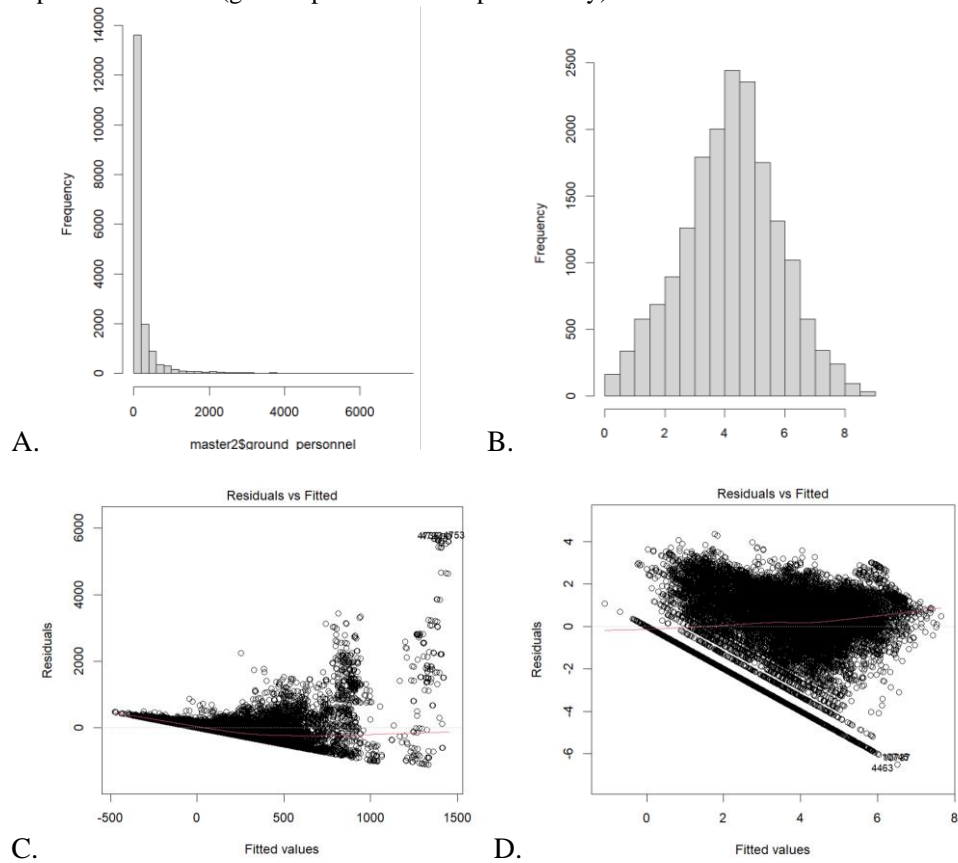 14000
12000
10000
8000
6000
4000
2000
0
Frequency
0 2000 4000 6000
master2$ground_personnel
A.
2500
2000
1500
1000
500
0
Frequency
0 2 4 6 8
B.
Residuals vs Fitted
6000
4000
2000
0
Residuals
-500 0 500 1000 1500
Fitted values
C.
Residuals vs Fitted
4
2
0
-2
-4
-6
Residuals
4463
0 2 4 6 8
Fitted values
D.